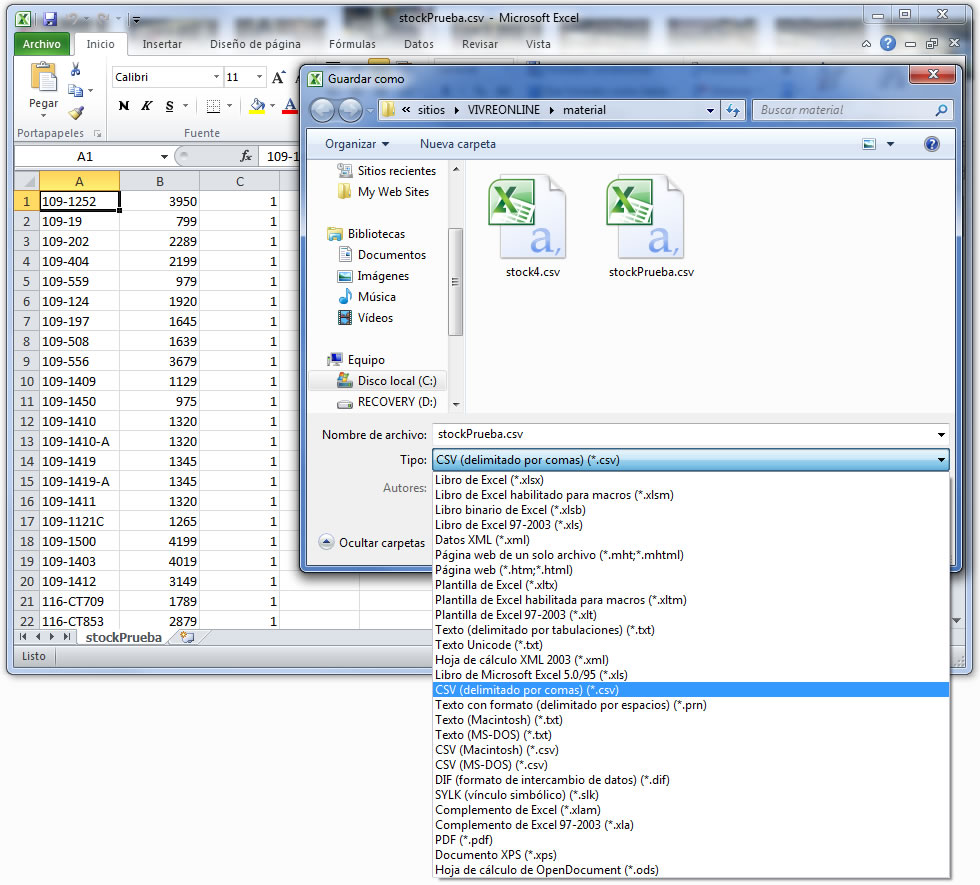 stockPrueba.csv - Microsoft Excel
Archivo Inicio Insertar Diseño de página Fórmulas Datos Revisar Vista
Pegar
Calibri 11 A
N K S A
Portapapeles Fuente
A1 fx 109-1
A B C
1 109-1252 3950 1
2 109-19 799 1
3 109-202 2289 1
4 109-404 2199 1
5 109-559 979 1
6 109-124 1920 1
7 109-197 1645 1
8 109-508 1639 1
9 109-556 3679 1
10 109-1409 1129 1
11 109-1450 975 1
12 109-1410 1320 1
13 109-1410-A 1320 1
14 109-1419 1345 1
15 109-1419-A 1345 1
16 109-1411 1320 1
17 109-1121C 1265 1
18 109-1500 4199 1
19 109-1403 4019 1
20 109-1412 3149 1
21 116-CT709 1789 1
22 116-CT853 2879 1
stockPrueba
Listo
Guardar como
« sitios VIVREONLINE material
Buscar material
Organizar Nueva carpeta
Sitios recientes
My Web Sites
Bibliotecas
Documentos
Imágenes
Música
Vídeos
Equipo
Disco local (C:)
RECOVERY (D:)
stock4.csv
stockPrueba.csv
Nombre de archivo: stockPrueba.csv
Tipo: CSV (delimitado por comas) (*.csv)
Autores:
Ocultar carpetas
Libro de Excel (*.xlsx)
Libro de Excel habilitado para macros (*.xlsm)
Libro binario de Excel (*.xlsb)
Libro de Excel 97-2003 (*.xls)
Datos XML (*.xml)
Página web de un solo archivo (*.mht;*.mhtml)
Página web (*.htm;*.html)
Plantilla de Excel (*.xltx)
Plantilla de Excel habilitada para macros (*.xltm)
Plantilla de Excel 97-2003 (*.xlt)
Texto (delimitado por tabulaciones) (*.txt)
Texto Unicode (*.txt)
Hoja de cálculo XML 2003 (*.xml)
Libro de Microsoft Excel 5.0/95 (*.xls)
CSV (delimitado por comas) (*.csv)
Texto con formato (delimitado por espacios) (*.prn)
Texto (Macintosh) (*.txt)
Texto (MS-DOS) (*.txt)
CSV (Macintosh) (*.csv)
CSV (MS-DOS) (*.csv)
DIF (formato de intercambio de datos) (*.dif)
SYLK (vínculo simbólico) (*.slk)
Complemento de Excel (*.xlam)
Complemento de Excel 97-2003 (*.xla)
PDF (*.pdf)
Documento XPS (*.xps)
Hoja de cálculo de OpenDocument (*.ods)